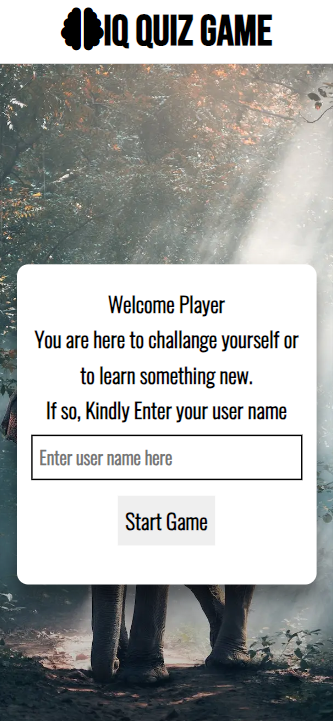 IQ QUIZ GAME
Welcome Player
You are here to challange yourself or
to learn something new.
If so, Kindly Enter your user name
Enter user name here
Start Game